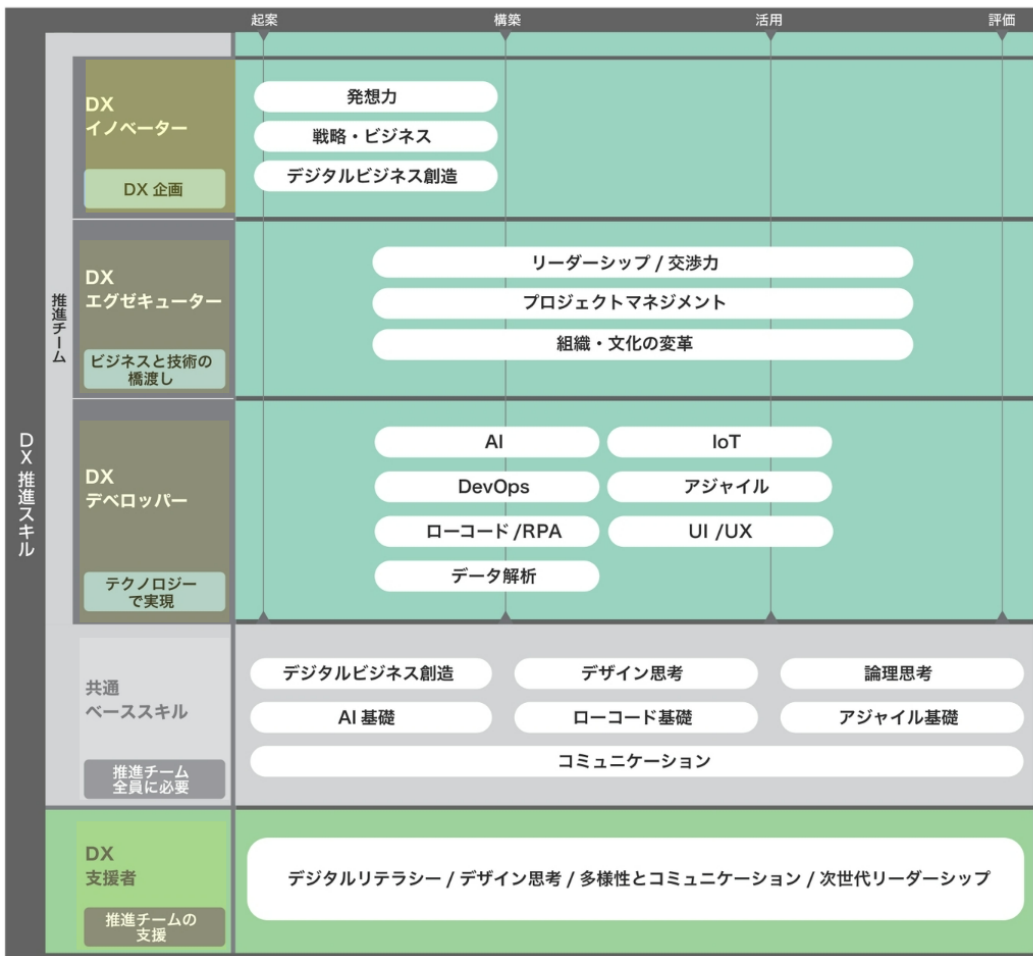 起案 構築 活用 評価
DX推進スキル
推進チーム
DX
イノベーター
DX 企画
発想力
戦略・ビジネス
デジタルビジネス創造
DX
エグゼキューター
ビジネスと技術の
橋渡し
リーダーシップ / 交渉力
プロジェクトマネジメント
組織・文化の変革
DX
デベロッパー
テクノロジー
で実現
AI IoT
DevOps アジャイル
ローコード /RPA UI /UX
データ解析
共通
ベーススキル
推進チーム
全員に必要
デジタルビジネス創造 デザイン思考 論理思考
AI 基礎 ローコード基礎 アジャイル基礎
コミュニケーション
DX
支援者
推進チームの
支援
デジタルリテラシー / デザイン思考 / 多様性とコミュニケーション / 次世代リーダーシップ